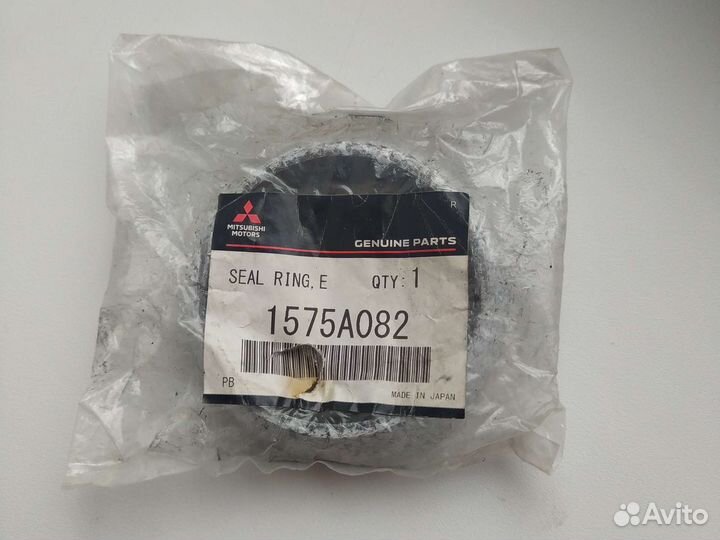 MITSUBISHI
MOTORS
R
GENUINE PARTS
SEAL RING,E QTY:1
1575A082
PB
MADE IN JAPAN
Avito